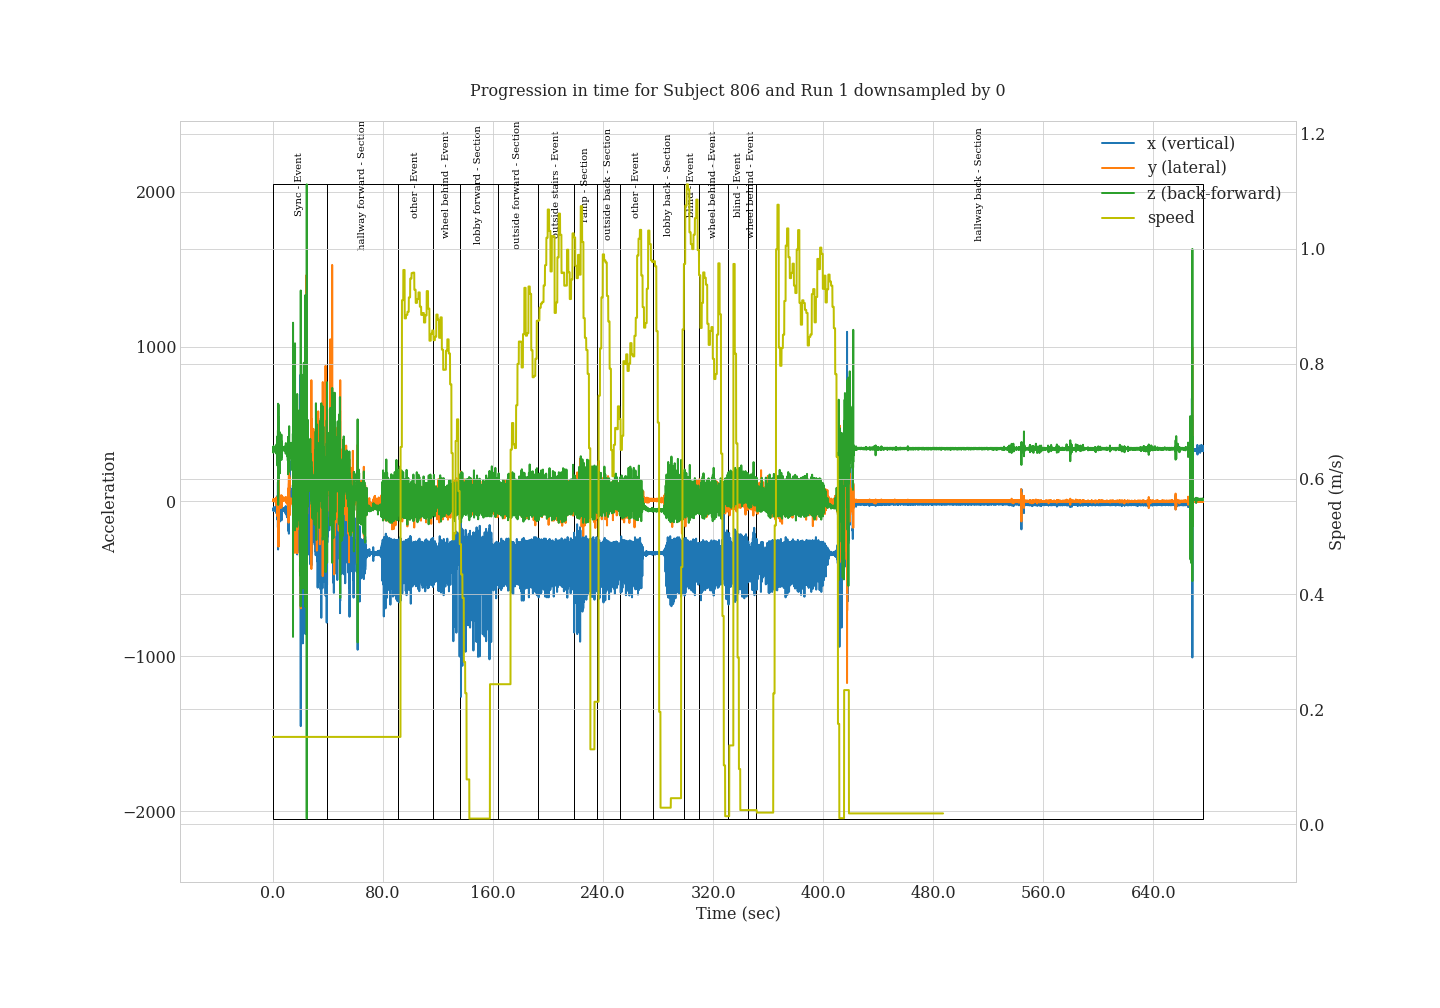 Progression in time for Subject 806 and Run 1 downsampled by 0
Sync - Event
hallway forward - Section
other - Event
wheel behind - Event
lobby forward - Section
outside forward - Section
outside stairs - Event
ramp - Section
outside back - Section
other - Event
lobby back - Section
blind - Event
wheel behind - Event
blind - Event
wheel behind - Event
hallway back - Section
x (vertical)
y (lateral)
z (back-forward)
speed
2000
1000
0
−1000
−2000
Acceleration
1.2
1.0
0.8
0.6
0.4
0.2
0.0
Speed (m/s)
0.0 80.0 160.0 240.0 320.0 400.0 480.0 560.0 640.0
Time (sec)